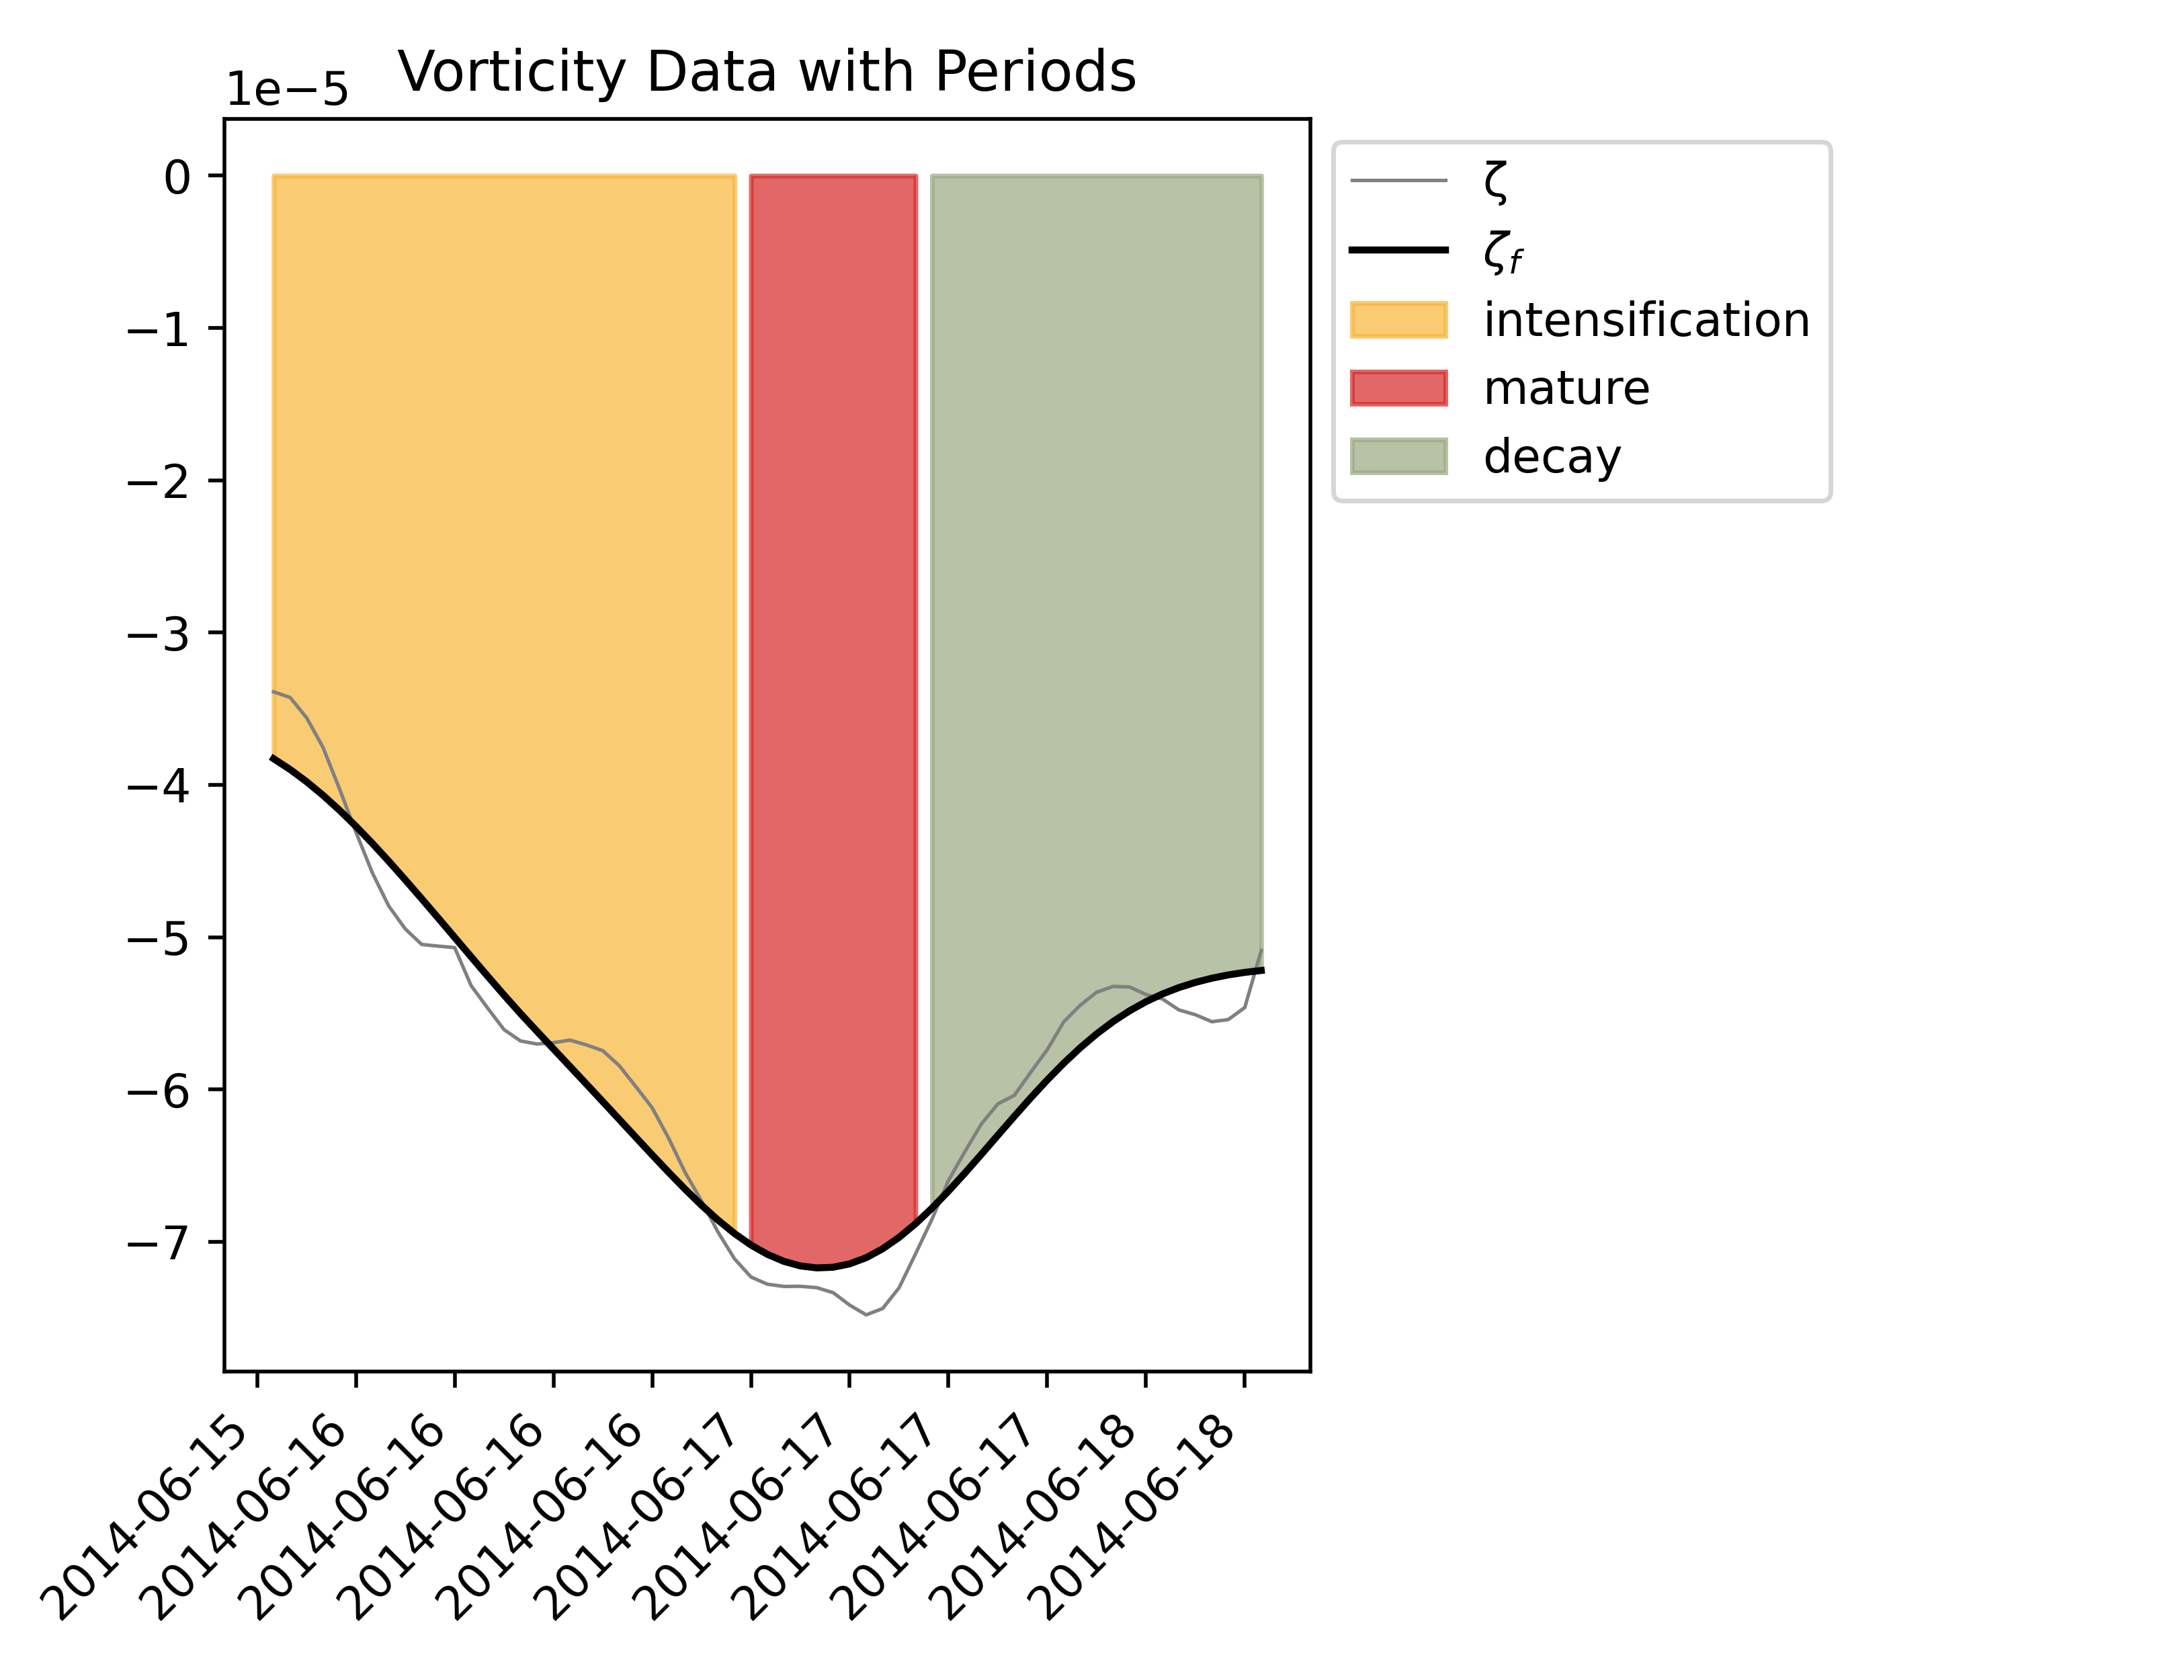 Vorticity Data with Periods
1e−5
0
−1
−2
−3
−4
−5
−6
−7
2014-06-15
2014-06-16
2014-06-16
2014-06-16
2014-06-16
2014-06-17
2014-06-17
2014-06-17
2014-06-17
2014-06-18
2014-06-18
ζ
ζf
intensification
mature
decay